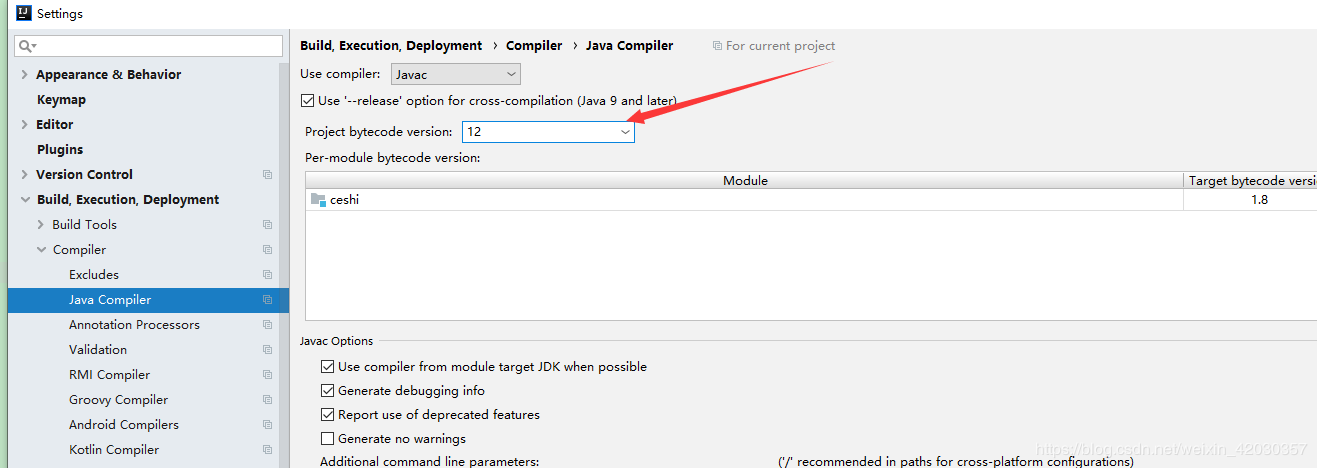 Settings
Appearance & Behavior
Keymap
Editor
Plugins
Version Control
Build, Execution, Deployment
Build Tools
Compiler
Excludes
Java Compiler
Annotation Processors
Validation
RMI Compiler
Groovy Compiler
Android Compilers
Kotlin Compiler
Build, Execution, Deployment › Compiler › Java Compiler For current project
Use compiler: Javac
Use '--release' option for cross-compilation (Java 9 and later)
Project bytecode version: 12
Per-module bytecode version:
Module Target bytecode versi
ceshi 1.8
Javac Options
Use compiler from module target JDK when possible
Generate debugging info
Report use of deprecated features
Generate no warnings
Additional command line parameters: ('/' recommended in paths for cross-platform configurations)
https://blog.csdn.net/weixin_42030357